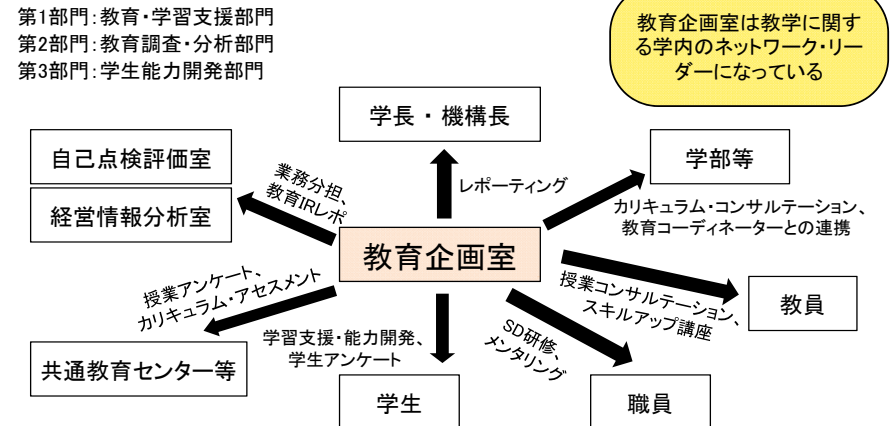 第1部門：教育・学習支援部門
第2部門：教育調査・分析部門
第3部門：学生能力開発部門
教育企画室は教学に関す
る学内のネットワーク・リー
ダーになっている
学長・機構長
自己点検評価室
経営情報分析室
業務分担、
教育IRレポ
レポーティング
学部等
カリキュラム・コンサルテーション、
教育コーディネーターとの連携
教育企画室
授業アンケート、
カリキュラム・アセスメント
授業コンサルテーション、
スキルアップ講座
教員
学習支援・能力開発、
学生アンケート
SD研修、
メンタリング
共通教育センター等
学生
職員